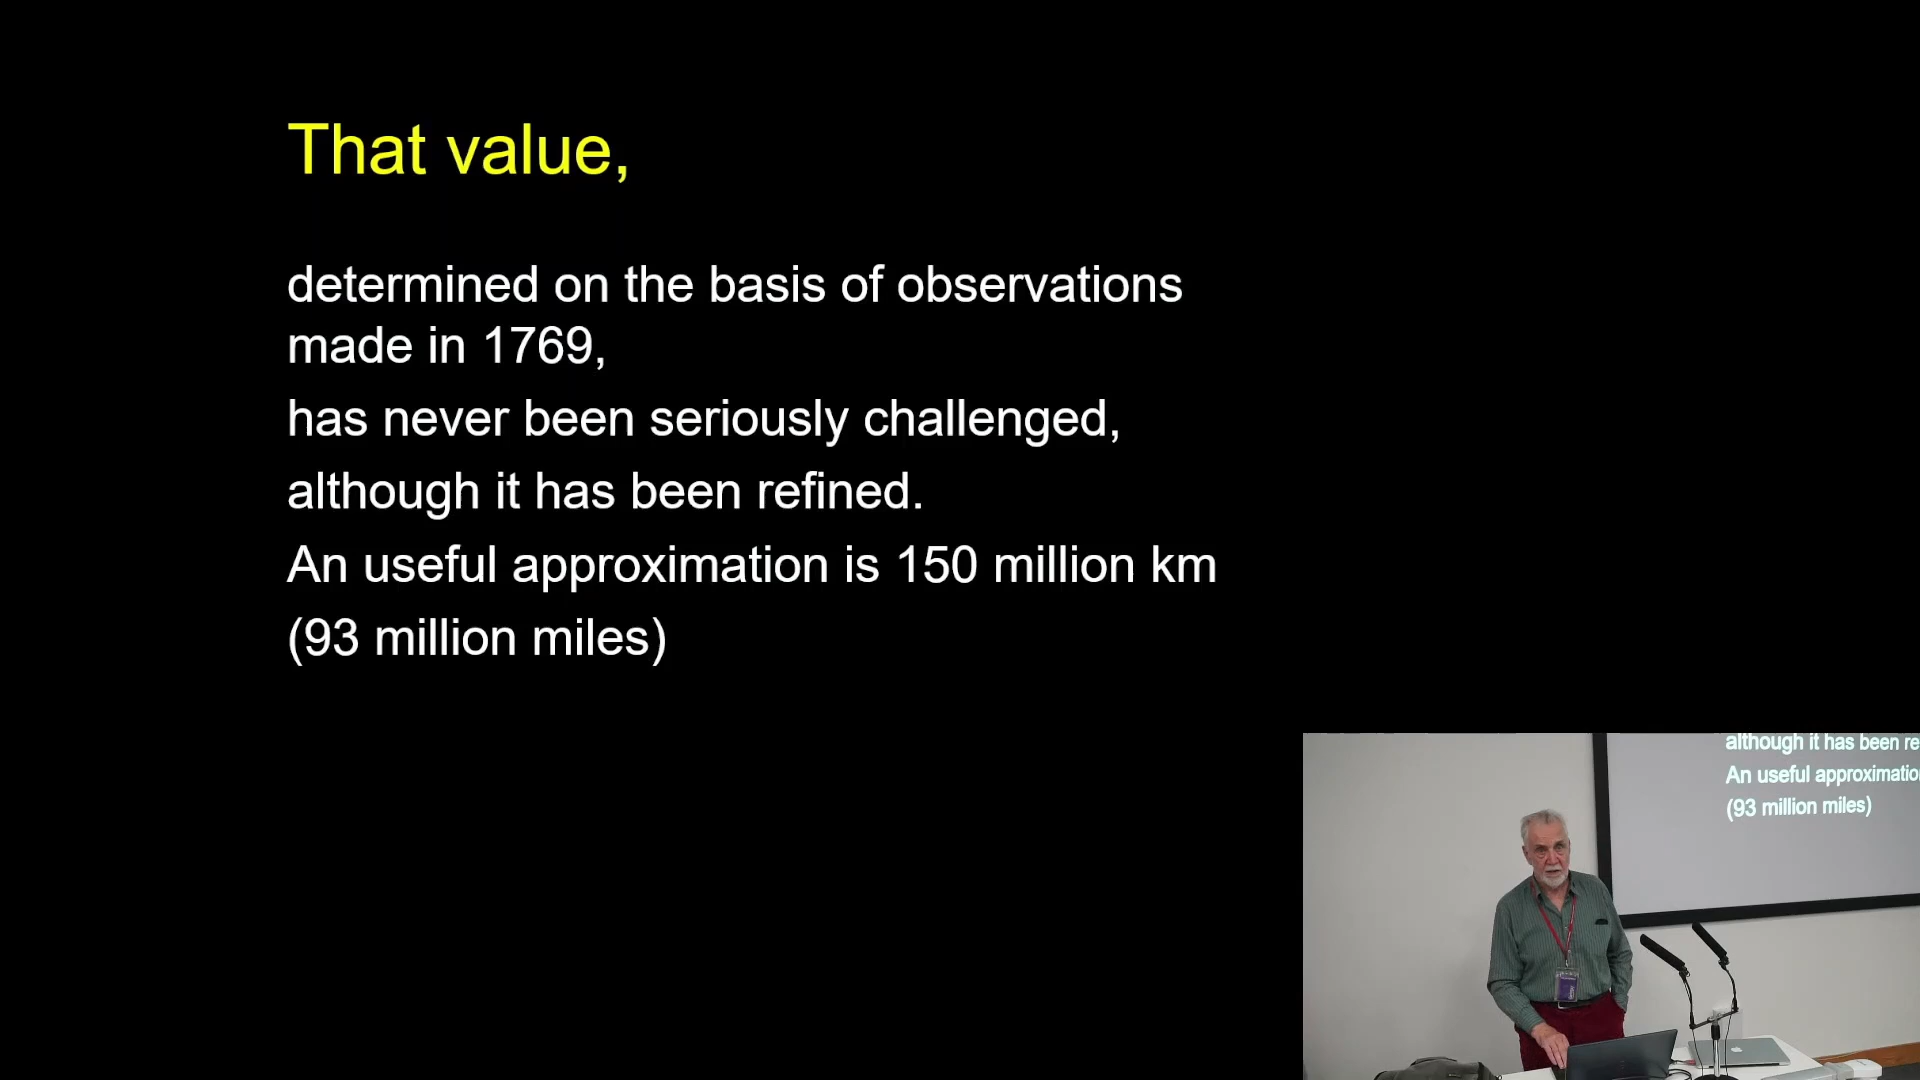 That value,
determined on the basis of observations
made in 1769,
has never been seriously challenged,
although it has been refined.
An useful approximation is 150 million km
(93 million miles)
although it has been re
An useful approximatio
(93 million miles)